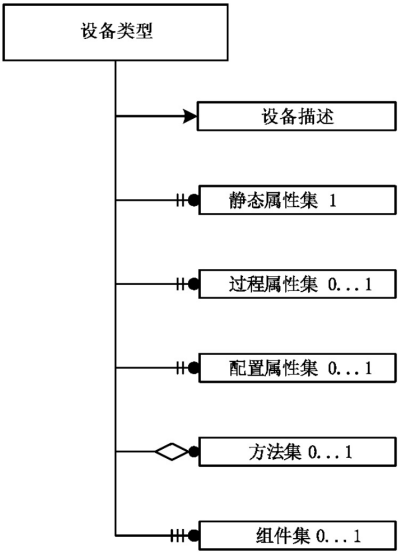 设备类型
设备描述
静态属性集 1
过程属性集 0...1
配置属性集 0...1
方法集 0...1
组件集 0...1